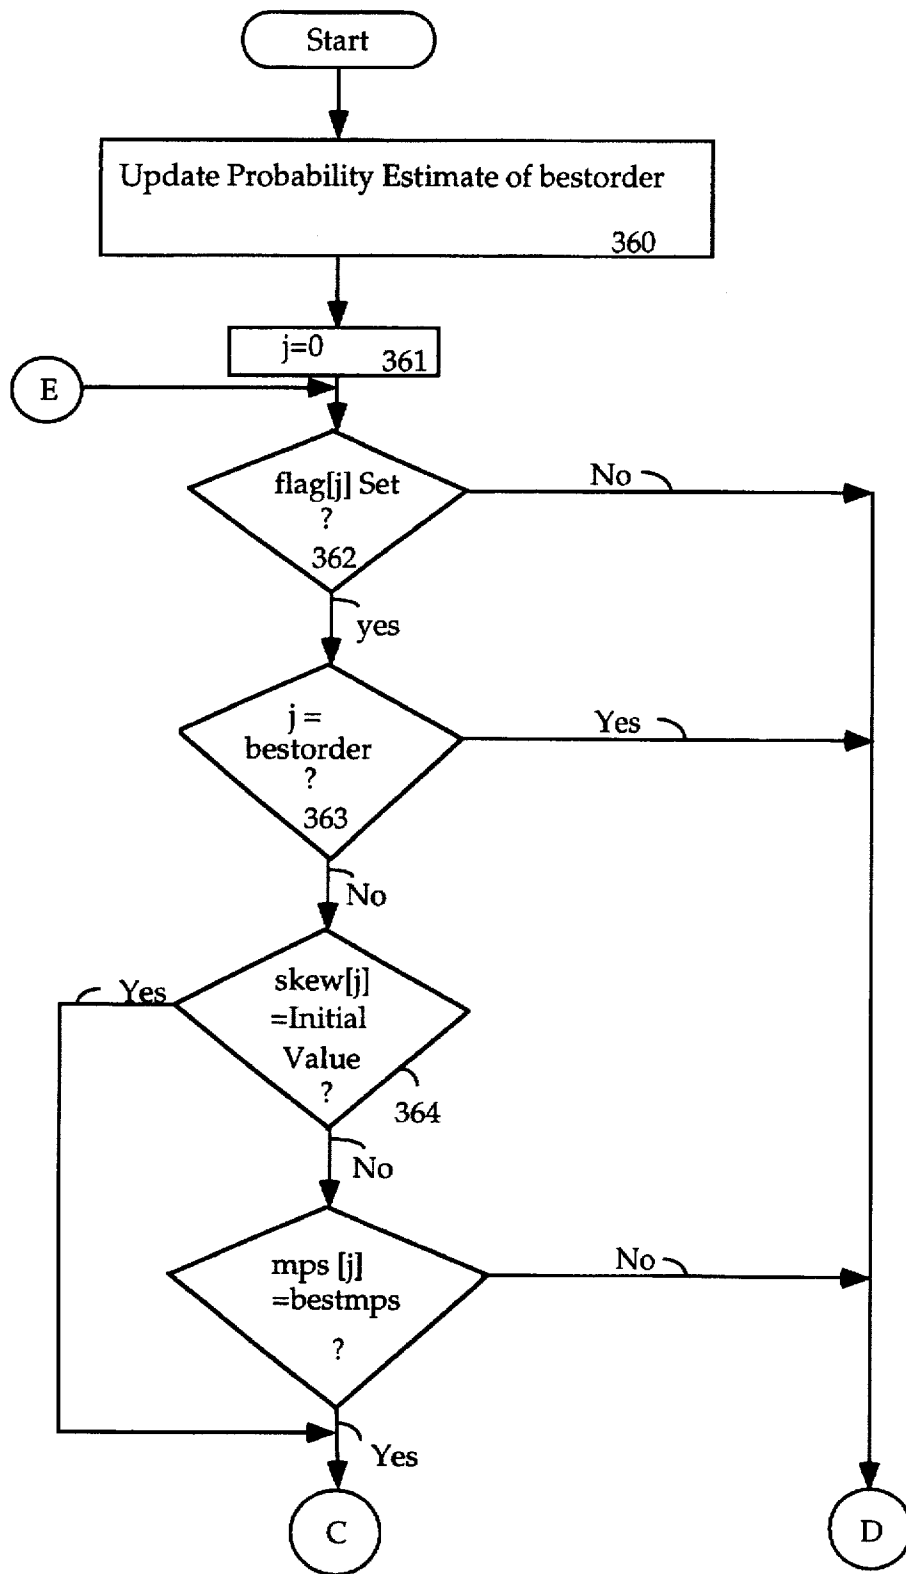 Start
Update Probability Estimate of bestorder
360
j=0
361
E
flag[j] Set
?
362
No
yes
j =
bestorder
?
363
Yes
No
skew[j]
=Initial
Value
?
364
Yes
No
mps [j]
=bestmps
?
No
Yes
C
D